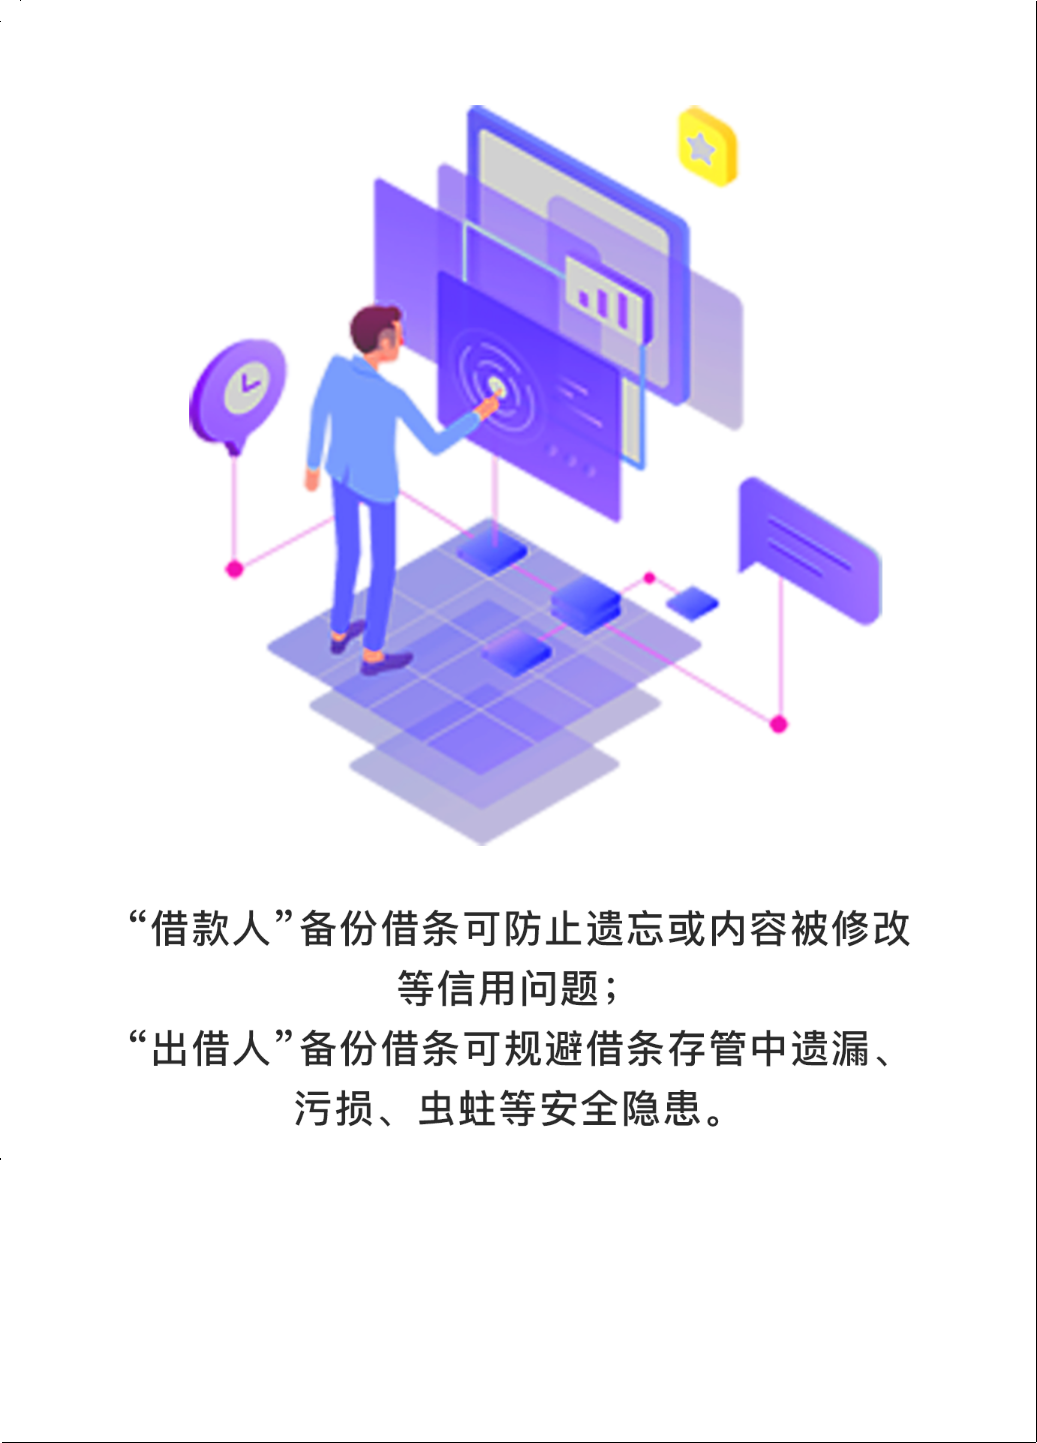 “借款人”备份借条可防止遗忘或内容被修改
等信用问题；
“出借人”备份借条可规避借条存管中遗漏、
污损、虫蛀等安全隐患。